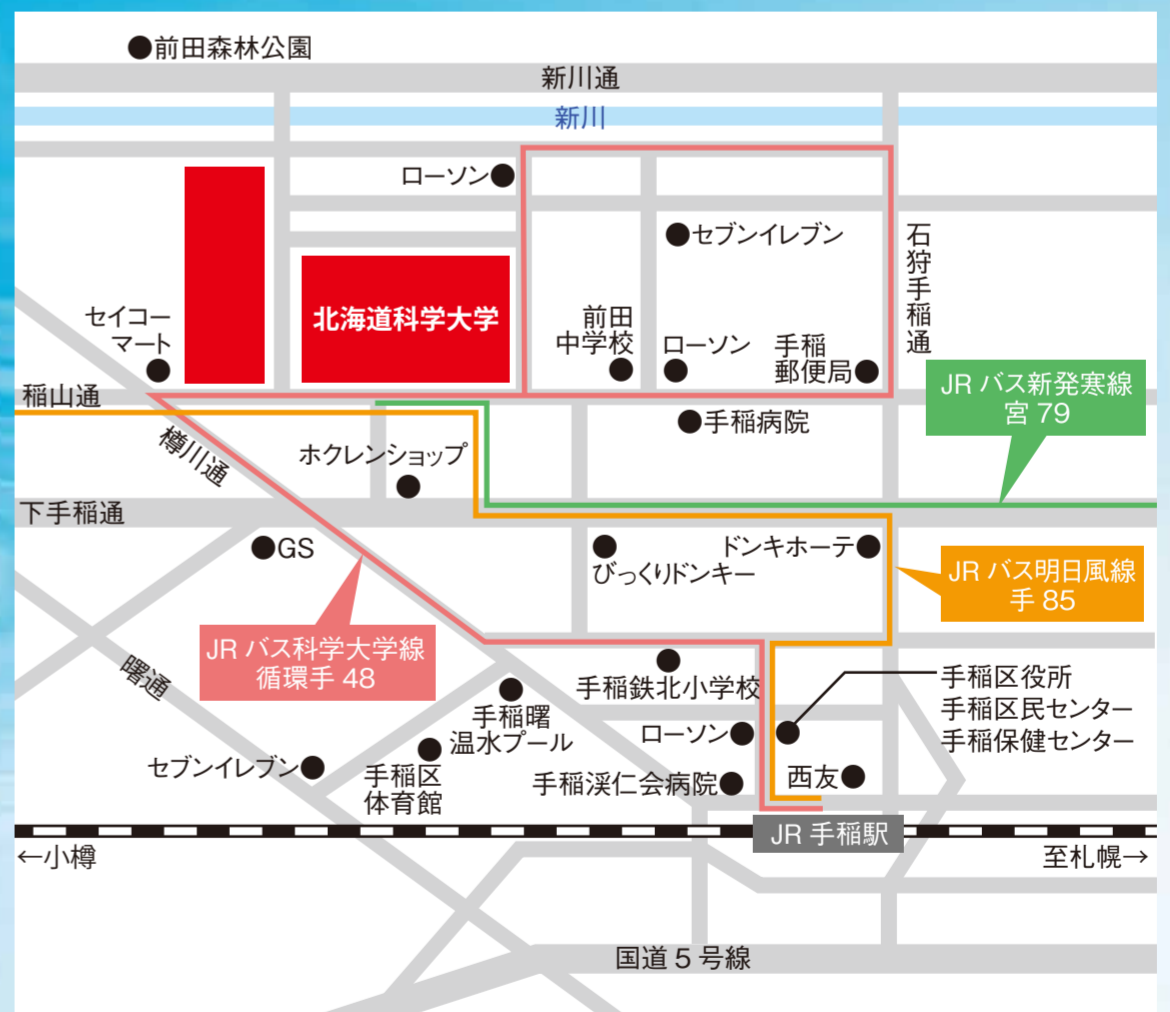 ●前田森林公園
新川通
新川
ローソン●
●セブンイレブン
石狩手稲通
北海道科学大学
セイコー
マート
前田
中学校
ローソン
手稲
郵便局●
JR バス新発寒線
宮 79
稲山通
●手稲病院
樽川通
ホクレンショップ
下手稲通
●GS
びっくりドンキー
ドンキホーテ●
JR バス明日風線
手 85
JR バス科学大学線
循環手 48
曙通
手稲鉄北小学校
手稲区役所
手稲区民センター
手稲保健センター
手稲曙
温水プール
ローソン●
セブンイレブン●
手稲区
体育館
手稲渓仁会病院●
西友●
JR 手稲駅
←小樽
至札幌→
国道 5 号線